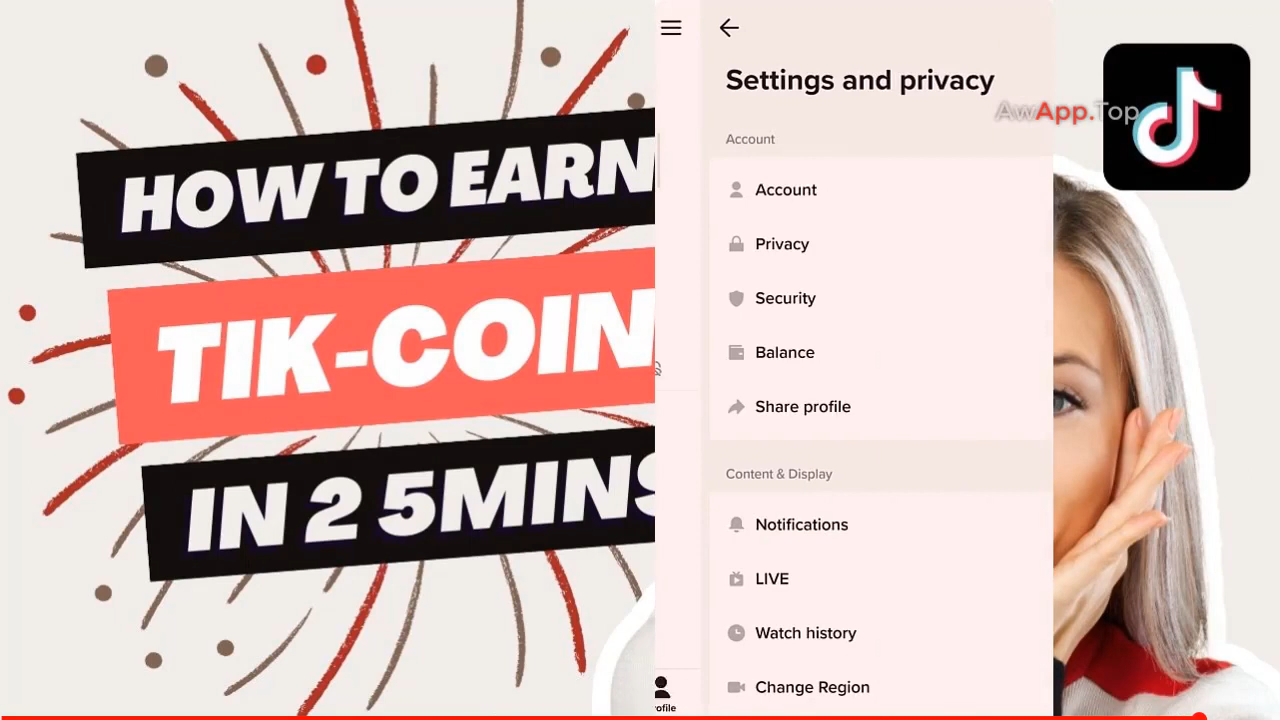 HOW TO EARN
TIK-COIN
IN 2 5MINS
Settings and privacy
AwApp.Top
Account
Account
Privacy
Security
Balance
Share profile
Content & Display
Notifications
LIVE
Watch history
Change Region
ofile